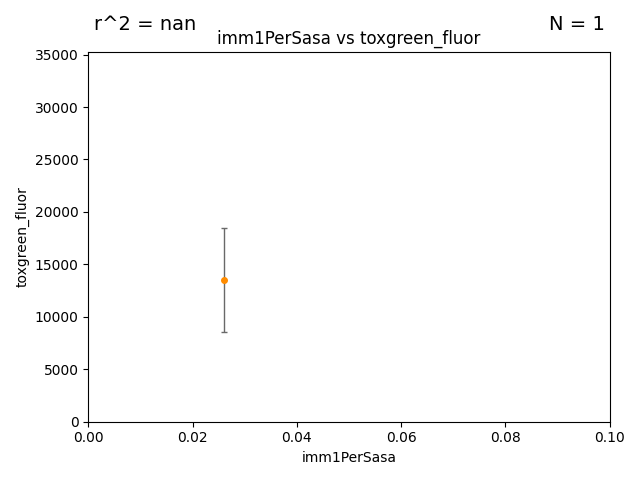 r^2 = nan
N = 1
imm1PerSasa vs toxgreen_fluor
35000
30000
25000
20000
15000
10000
5000
0
toxgreen_fluor
0.00
0.02
0.04
0.06
0.08
0.10
imm1PerSasa